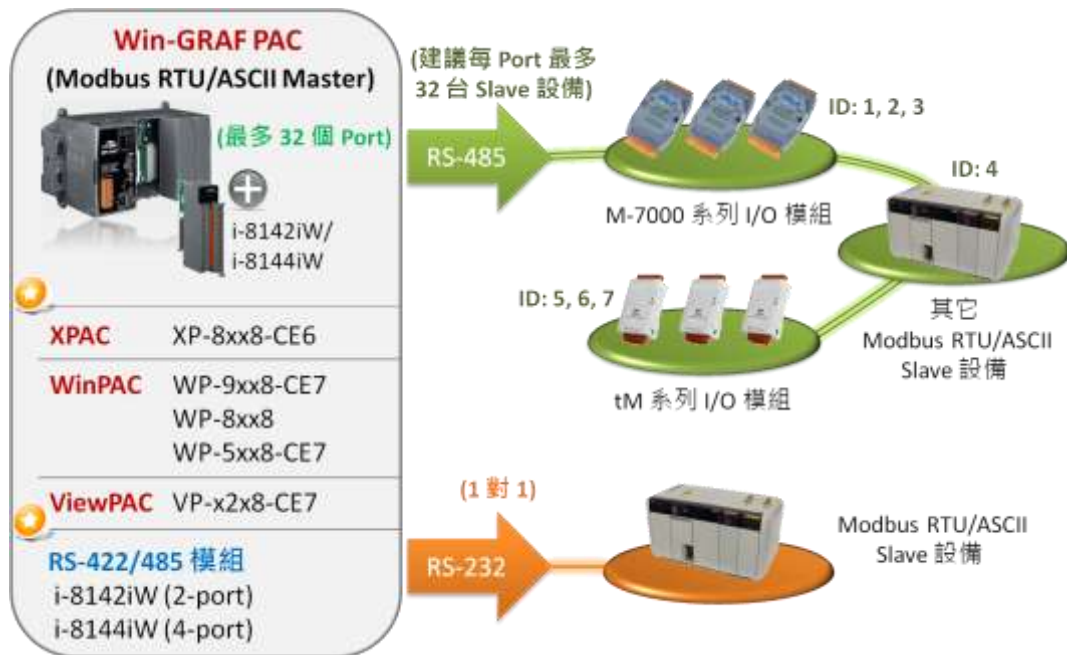 Win-GRAF PAC
(Modbus RTU/ASCII Master)
(最多 32 個 Port)
i-8142iW/
i-8144iW
XPAC XP-8xx8-CE6
WinPAC WP-9xx8-CE7
WP-8xx8
WP-5xx8-CE7
ViewPAC VP-x2x8-CE7
RS-422/485 模組
i-8142iW (2-port)
i-8144iW (4-port)
(建議每 Port 最多
32 台 Slave 設備)
RS-485
ID: 1, 2, 3
M-7000 系列 I/O 模組
ID: 4
其它
Modbus RTU/ASCII
Slave 設備
ID: 5, 6, 7
tM 系列 I/O 模組
(1 對 1)
RS-232
Modbus RTU/ASCII
Slave 設備